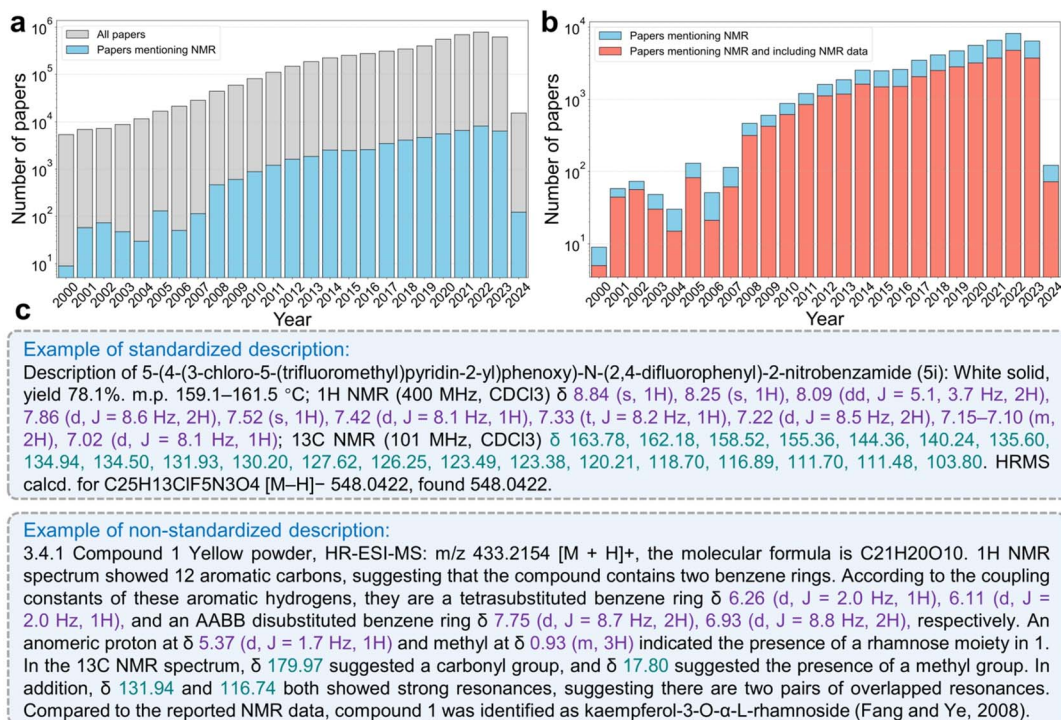 a
10^6
10^5
10^4
10^3
10^2
10^1
Number of papers
All papers
Papers mentioning NMR
2000 2001 2002 2003 2004 2005 2006 2007 2008 2009 2010 2011 2012 2013 2014 2015 2016 2017 2018 2019 2020 2021 2022 2023 2024
Year
b
10^4
10^3
10^2
10^1
Number of papers
Papers mentioning NMR
Papers mentioning NMR and including NMR data
2000 2001 2002 2003 2004 2005 2006 2007 2008 2009 2010 2011 2012 2013 2014 2015 2016 2017 2018 2019 2020 2021 2022 2023 2024
Year
c
Example of standardized description:
Description of 5-(4-(3-chloro-5-(trifluoromethyl)pyridin-2-yl)phenoxy)-N-(2,4-difluorophenyl)-2-nitrobenzamide (5i): White solid,
yield 78.1%. m.p. 159.1–161.5 °C; 1H NMR (400 MHz, CDCl3) δ 8.84 (s, 1H), 8.25 (s, 1H), 8.09 (dd, J = 5.1, 3.7 Hz, 2H),
7.86 (d, J = 8.6 Hz, 2H), 7.52 (s, 1H), 7.42 (d, J = 8.1 Hz, 1H), 7.33 (t, J = 8.2 Hz, 1H), 7.22 (d, J = 8.5 Hz, 2H), 7.15–7.10 (m,
2H), 7.02 (d, J = 8.1 Hz, 1H); 13C NMR (101 MHz, CDCl3) δ 163.78, 162.18, 158.52, 155.36, 144.36, 140.24, 135.60,
134.94, 134.50, 131.93, 130.20, 127.62, 126.25, 123.49, 123.38, 120.21, 118.70, 116.89, 111.70, 111.48, 103.80. HRMS
calcd. for C25H13ClF5N3O4 [M–H]− 548.0422, found 548.0422.
Example of non-standardized description:
3.4.1 Compound 1 Yellow powder, HR-ESI-MS: m/z 433.2154 [M + H]+, the molecular formula is C21H20O10. 1H NMR
spectrum showed 12 aromatic carbons, suggesting that the compound contains two benzene rings. According to the coupling
constants of these aromatic hydrogens, they are a tetrasubstituted benzene ring δ 6.26 (d, J = 2.0 Hz, 1H), 6.11 (d, J =
2.0 Hz, 1H), and an AABB disubstituted benzene ring δ 7.75 (d, J = 8.7 Hz, 2H), 6.93 (d, J = 8.8 Hz, 2H), respectively. An
anomeric proton at δ 5.37 (d, J = 1.7 Hz, 1H) and methyl at δ 0.93 (m, 3H) indicated the presence of a rhamnose moiety in 1.
In the 13C NMR spectrum, δ 179.97 suggested a carbonyl group, and δ 17.80 suggested the presence of a methyl group. In
addition, δ 131.94 and 116.74 both showed strong resonances, suggesting there are two pairs of overlapped resonances.
Compared to the reported NMR data, compound 1 was identified as kaempferol-3-O-α-L-rhamnoside (Fang and Ye, 2008).